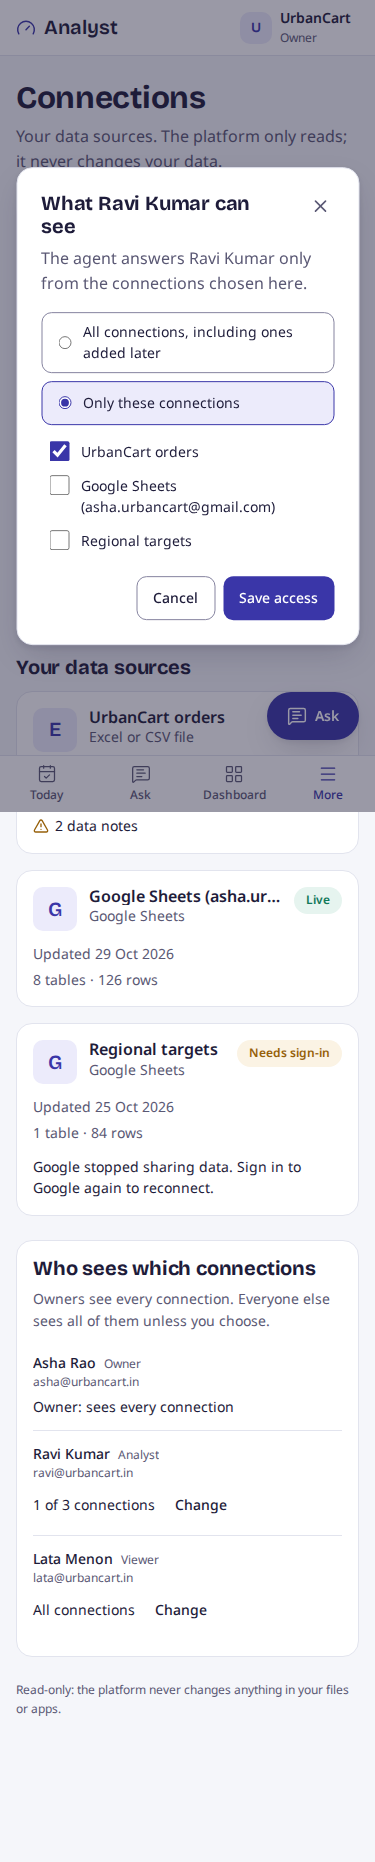 Analyst
U
UrbanCart
Owner
Connections
Your data sources. The platform only reads;
it never changes your data.
What Ravi Kumar can
see
The agent answers Ravi Kumar only
from the connections chosen here.
All connections, including ones
added later
Only these connections
UrbanCart orders
Google Sheets
(asha.urbancart@gmail.com)
Regional targets
Cancel
Save access
Your data sources
E
UrbanCart orders
Excel or CSV file
Ask
Today
Ask
Dashboard
More
2 data notes
G
Google Sheets (asha.ur...
Google Sheets
Live
Updated 29 Oct 2026
8 tables · 126 rows
G
Regional targets
Google Sheets
Needs sign-in
Updated 25 Oct 2026
1 table · 84 rows
Google stopped sharing data. Sign in to
Google again to reconnect.
Who sees which connections
Owners see every connection. Everyone else
sees all of them unless you choose.
Asha Rao Owner
asha@urbancart.in
Owner: sees every connection
Ravi Kumar Analyst
ravi@urbancart.in
1 of 3 connections Change
Lata Menon Viewer
lata@urbancart.in
All connections Change
Read-only: the platform never changes anything in your files
or apps.